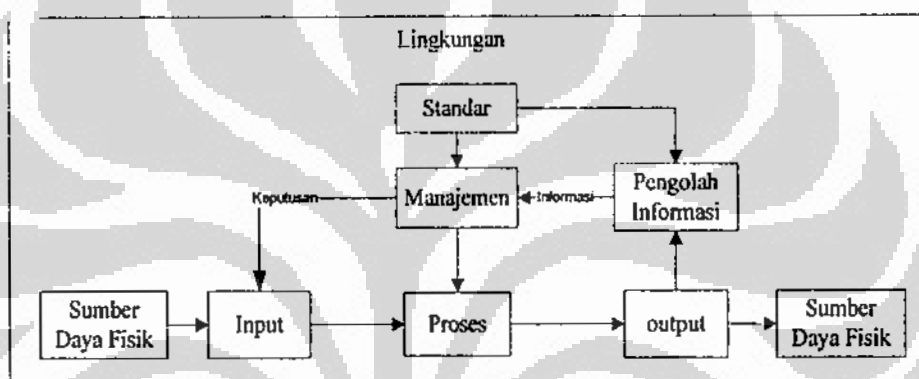 Lingkungan
Standar
Manajemen
Keputusan
Informasi
Pengolah
Informasi
Sumber
Daya Fisik
Input
Proses
output
Sumber
Daya Fisik